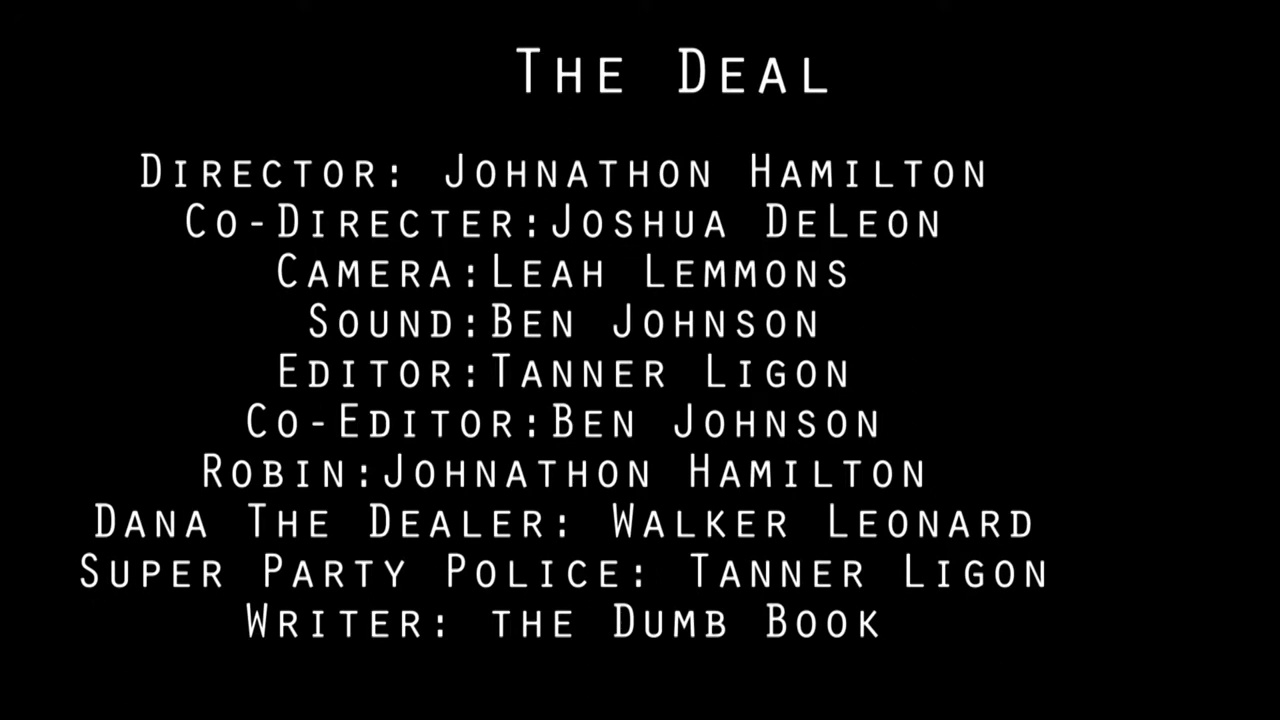 The Deal
Director: Johnathon Hamilton
Co-Directer:Joshua DeLeon
Camera:Leah Lemmons
Sound:Ben Johnson
Editor:Tanner Ligon
Co-Editor:Ben Johnson
Robin:Johnathon Hamilton
Dana The Dealer: Walker Leonard
Super Party Police: Tanner Ligon
Writer: the Dumb Book